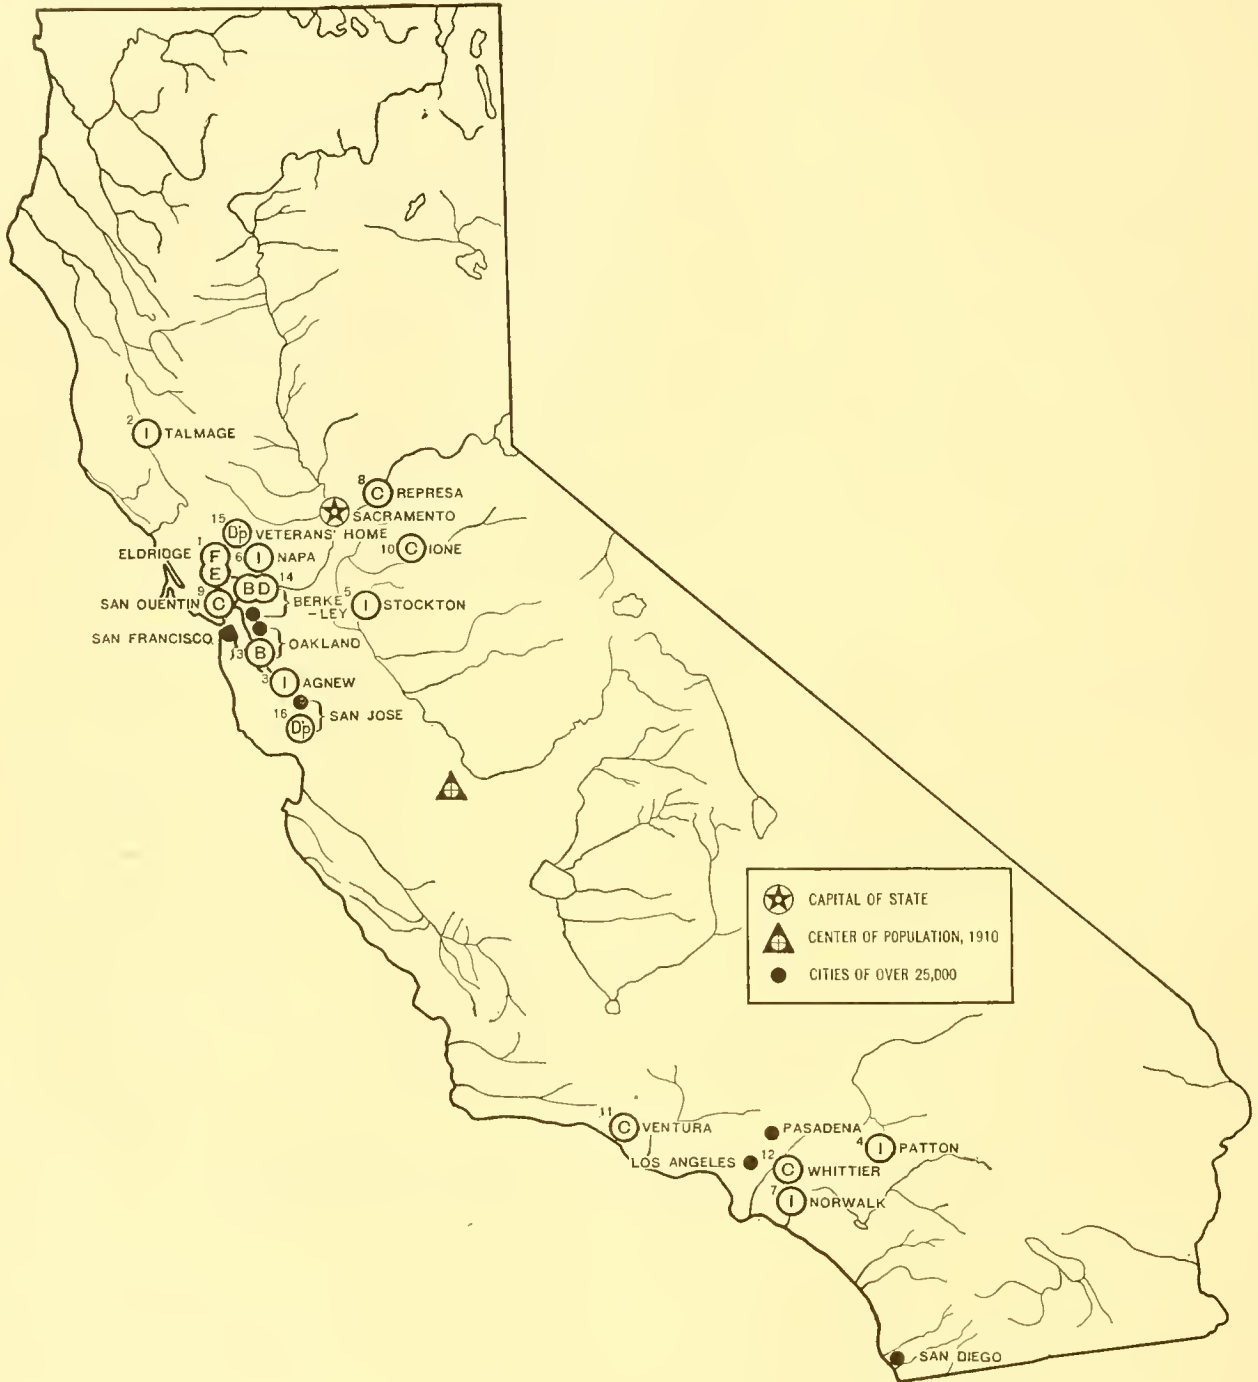 2 I TALMAGE
8 C REPRESA
SACRAMENTO
15 D'p VETERANS' HOME
10 C IONE
ELDRIDGE 1 F E
6 I NAPA
14 B D
BERKE
-LEY
9
SAN QUENTIN C
5 I STOCKTON
SAN FRANCISCO
OAKLAND
13 B
3 I AGNEW
SAN JOSE
16 D'p
CAPITAL OF STATE
CENTER OF POPULATION, 1910
CITIES OF OVER 25,000
11 C VENTURA
PASADENA
4 I PATTON
LOS ANGELES
12 C WHITTIER
7 I NORWALK
SAN DIEGO